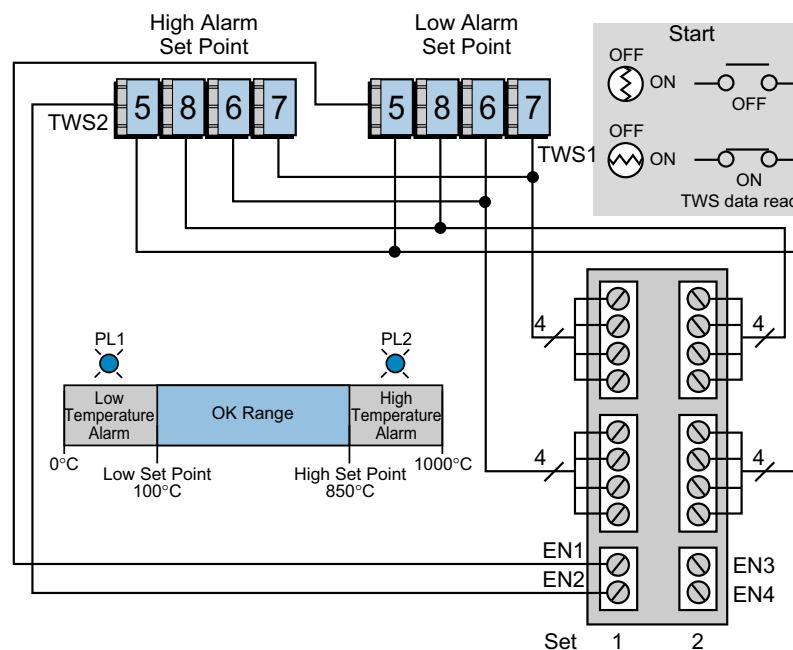 High Alarm
Set Point
Low Alarm
Set Point
Start
OFF
ON
OFF
5 8 6 7
5 8 6 7
TWS2
TWS1
OFF
ON
ON
TWS data
4
4
PL1
PL2
Low
Temperature
Alarm
OK Range
High
Temperature
Alarm
0°C
1000°C
Low Set Point
100°C
High Set Point
850°C
4
4
EN1
EN2
EN3
EN4
Set 1 2